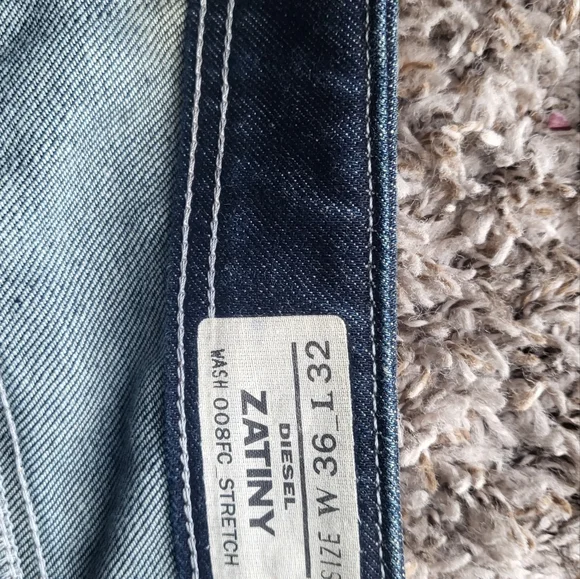 SIZE W 36 L 32
DIESEL
ZATINY
WASH 008FC STRETCH